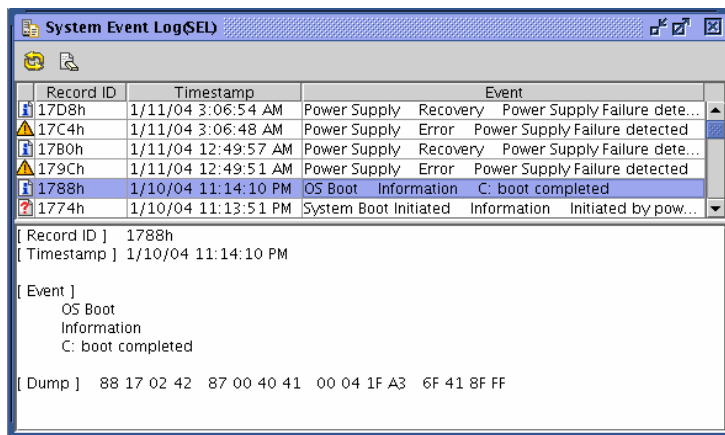 System Event Log(SEL)
Record ID Timestamp Event
17D8h 1/11/04 3:06:54 AM Power Supply Recovery Power Supply Failure dete...
17C4h 1/11/04 3:06:48 AM Power Supply Error Power Supply Failure detected
17B0h 1/11/04 12:49:57 AM Power Supply Recovery Power Supply Failure dete...
179Ch 1/11/04 12:49:51 AM Power Supply Error Power Supply Failure detected
1788h 1/10/04 11:14:10 PM OS Boot Information C: boot completed
1774h 1/10/04 11:13:51 PM System Boot Initiated Information Initiated by pow...
[ Record ID ] 1788h
[ Timestamp ] 1/10/04 11:14:10 PM
[ Event ]
OS Boot
Information
C: boot completed
[ Dump ] 88 17 02 42 87 00 40 41 00 04 1F A3 6F 41 8F FF